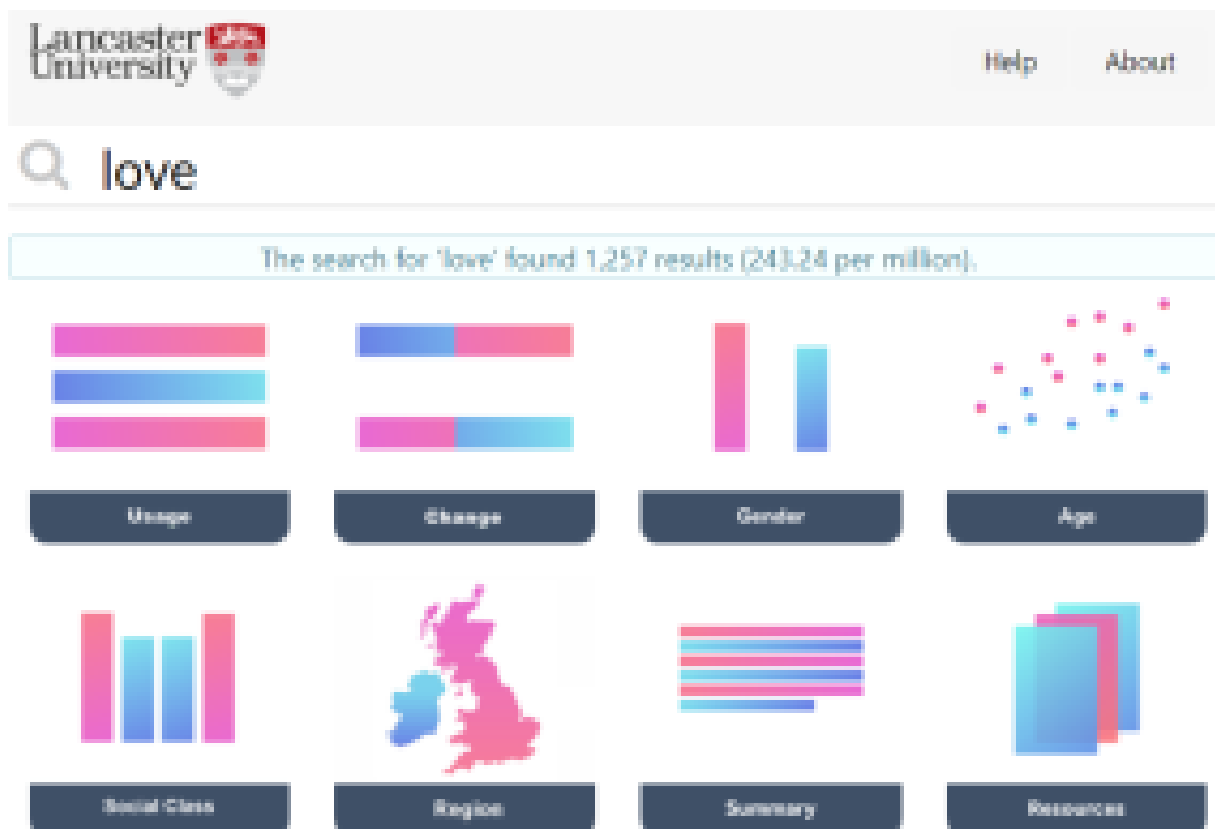 Lancaster University
Help About
love
The search for 'love' found 1,257 results (243.24 per million).
Usage Change Gender Age
Social Class Region Summary Resources